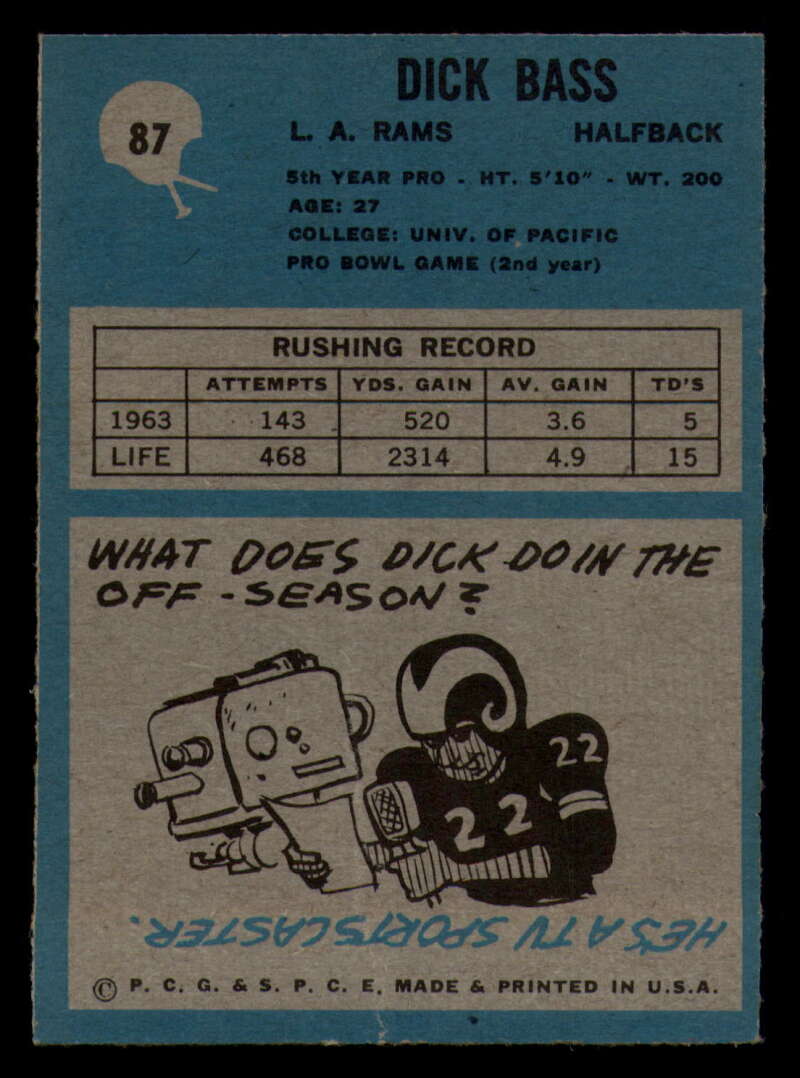 DICK BASS
87
L. A. RAMS HALFBACK
5th YEAR PRO - HT. 5'10" - WT. 200
AGE: 27
COLLEGE: UNIV. OF PACIFIC
PRO BOWL GAME (2nd year)
RUSHING RECORD
ATTEMPTS YDS. GAIN AV. GAIN TD'S
1963 143 520 3.6 5
LIFE 468 2314 4.9 15
WHAT DOES DICK DO IN THE
OFF-SEASON?
22
22
HE'S A TV SPORTSCASTER.
© P. C. G. & S. P. C. E. MADE & PRINTED IN U.S.A.